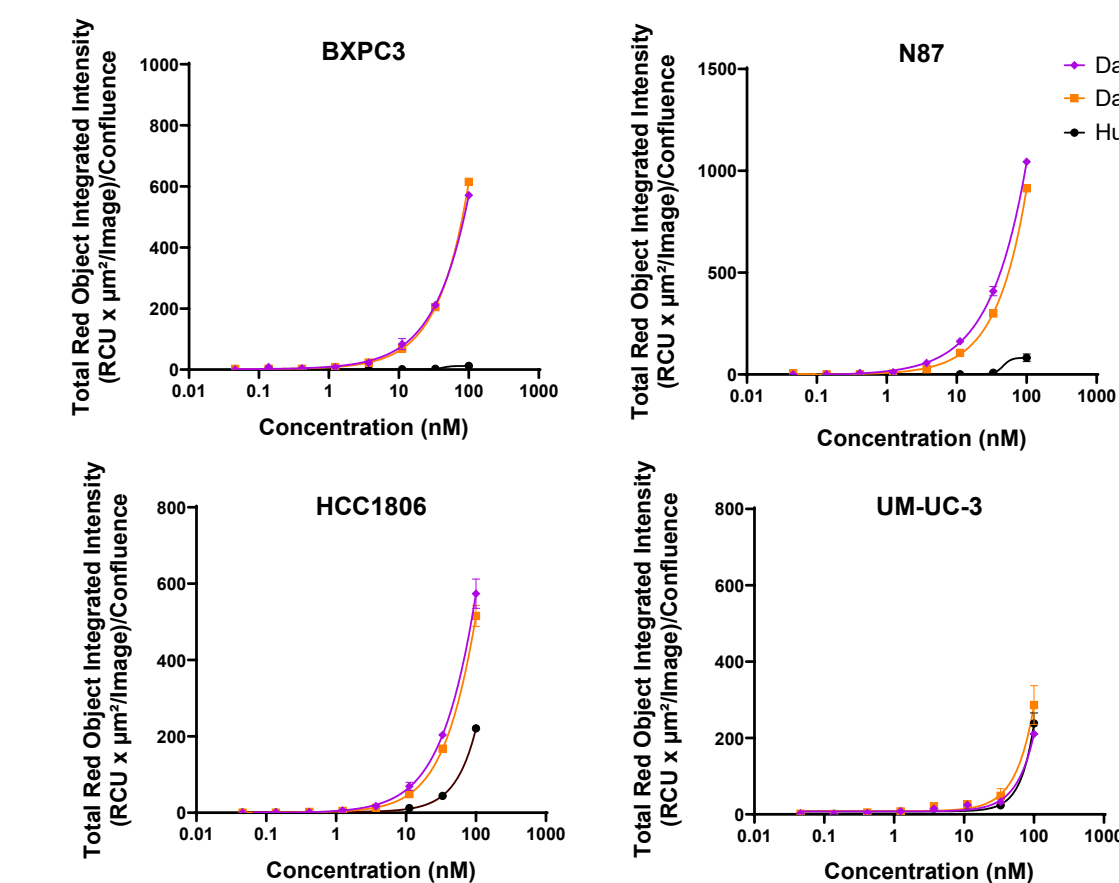 BXPC3
Total Red Object Integrated Intensity
(RCU x µm²/Image)/Confluence
1000
800
600
400
200
0
0.01 0.1 1 10 100 1000
Concentration (nM)
N87
Total Red Object Integrated Intensity
(RCU x µm²/Image)/Confluence
1500
1000
500
0
0.01 0.1 1 10 100 1000
Concentration (nM)
Da
Da
Hu
HCC1806
Total Red Object Integrated Intensity
(RCU x µm²/Image)/Confluence
800
600
400
200
0
0.01 0.1 1 10 100 1000
Concentration (nM)
UM-UC-3
Total Red Object Integrated Intensity
(RCU x µm²/Image)/Confluence
800
600
400
200
0
0.01 0.1 1 10 100 1000
Concentration (nM)